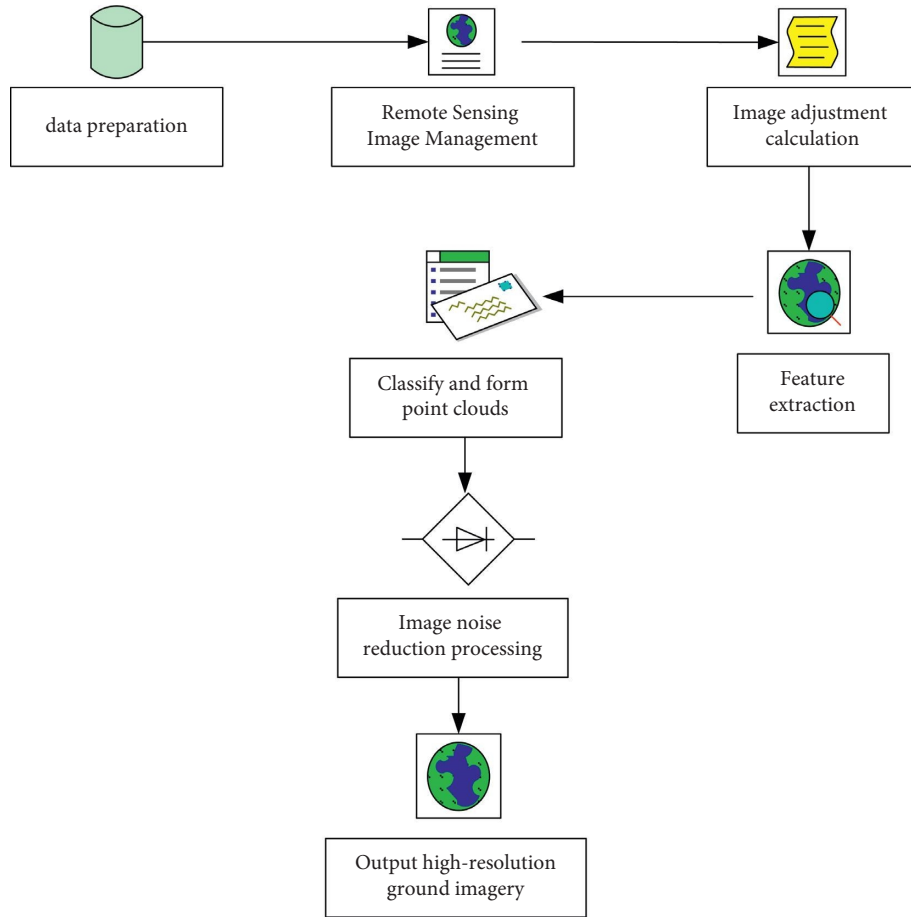 data preparation
Remote Sensing
Image Management
Image adjustment
calculation
Feature
extraction
Classify and form
point clouds
Image noise
reduction processing
Output high-resolution
ground imagery